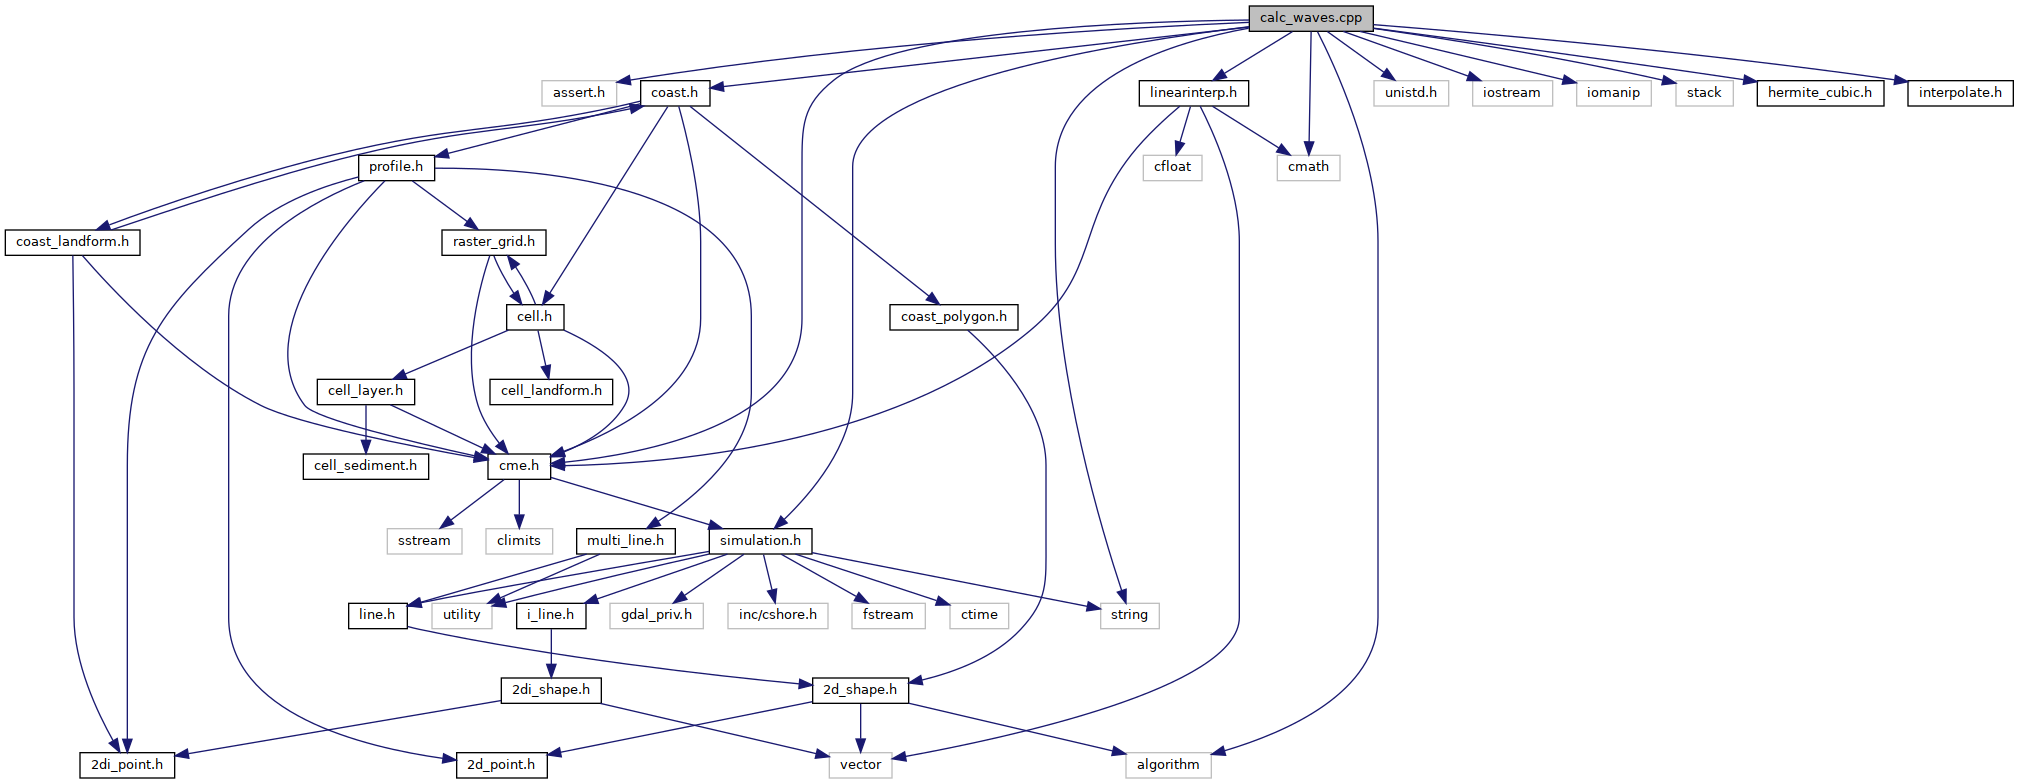 calc_waves.cpp
assert.h
coast.h
linearinterp.h
unistd.h
iostream
iomanip
stack
hermite_cubic.h
interpolate.h
profile.h
cfloat
cmath
coast_landform.h
raster_grid.h
cell.h
coast_polygon.h
cell_layer.h
cell_landform.h
cell_sediment.h
cme.h
sstream
climits
multi_line.h
simulation.h
line.h
utility
i_line.h
gdal_priv.h
inc/cshore.h
fstream
ctime
string
2di_shape.h
2d_shape.h
2di_point.h
2d_point.h
vector
algorithm